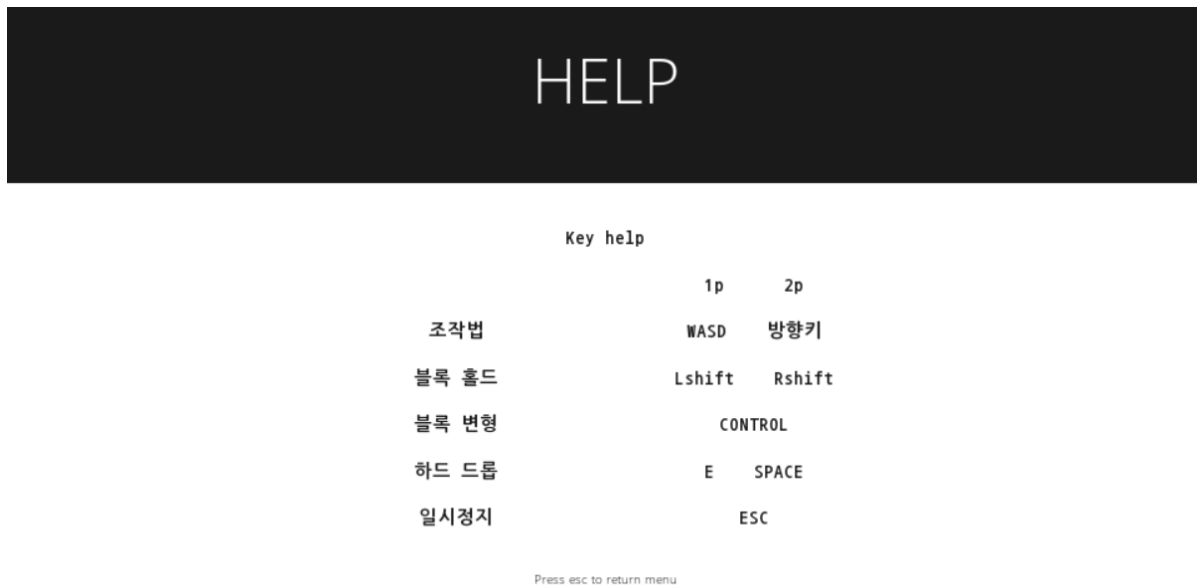 HELP
Key help
1p 2p
조작법 WASD 방향키
블록 홀드 Lshift Rshift
블록 변형 CONTROL
하드 드롭 E SPACE
일시정지 ESC
Press esc to return menu